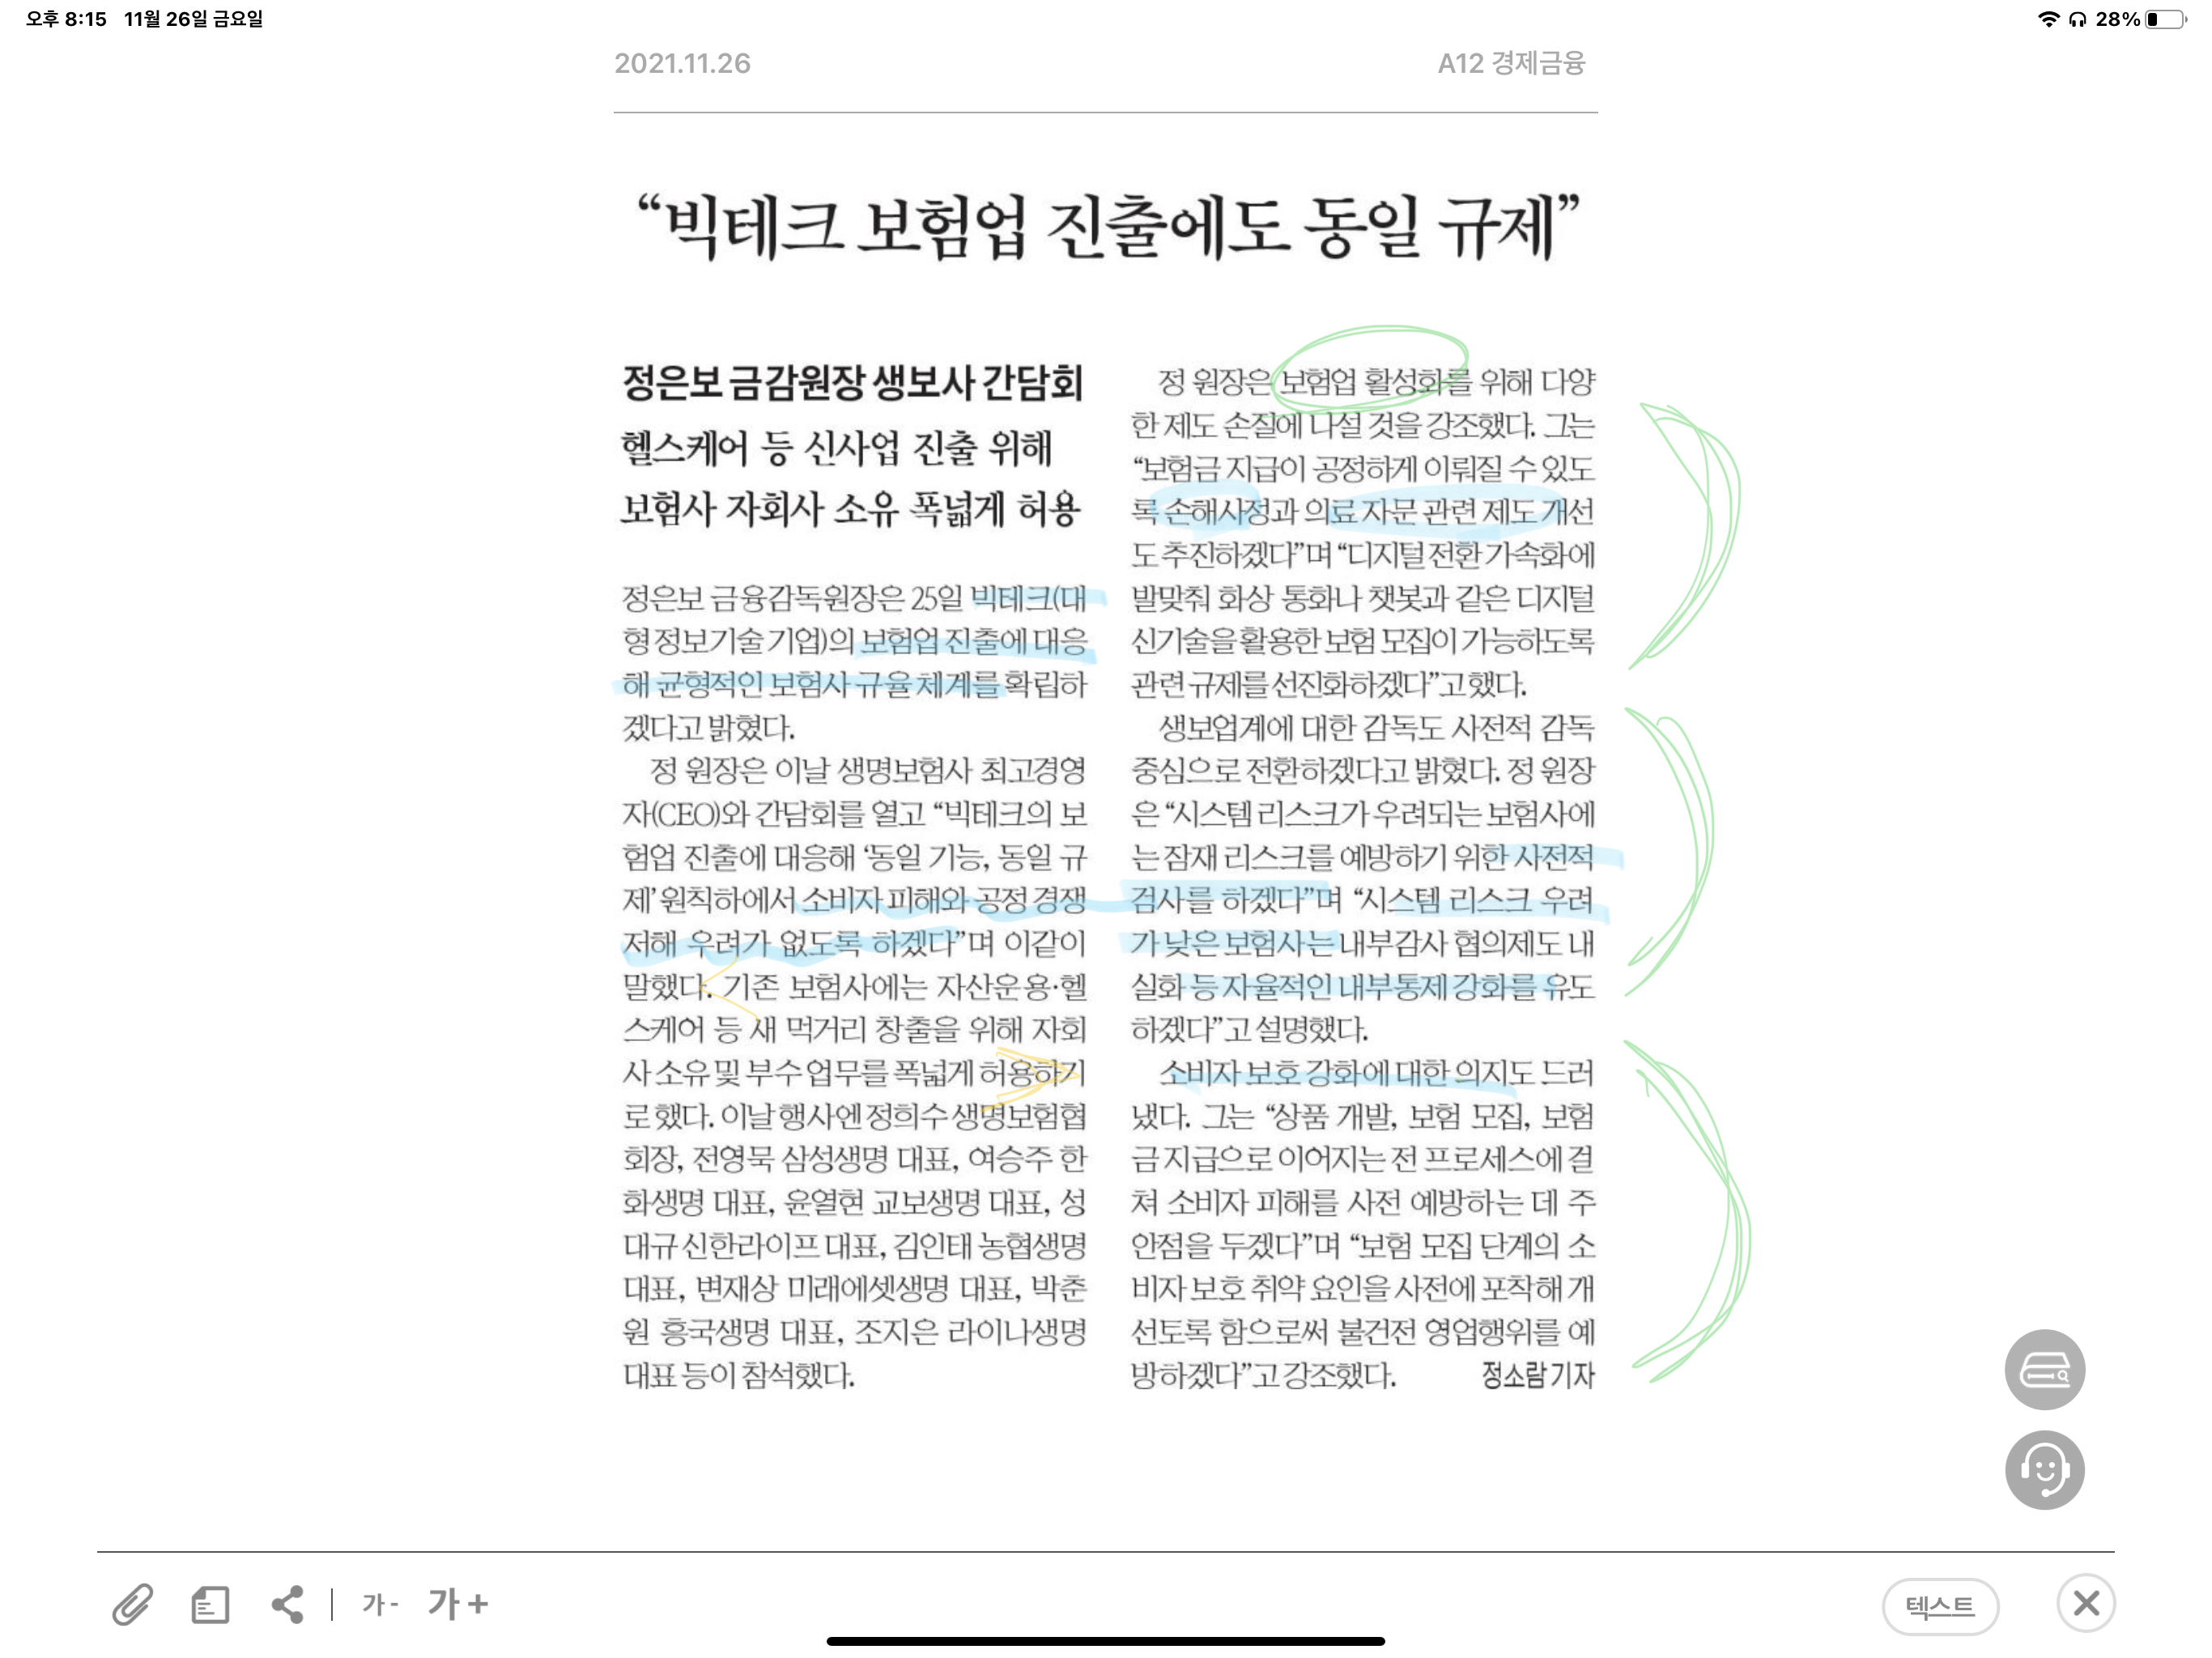 오후 8:15 11월 26일 금요일
28%
2021.11.26
A12 경제금융
“빅테크 보험업 진출에도 동일 규제”
정은보 금감원장 생보사 간담회
헬스케어 등 신사업 진출 위해
보험사 자회사 소유 폭넓게 허용
정은보 금융감독원장은 25일 빅테크(대
형 정보기술 기업)의 보험업 진출에 대응
해 균형적인 보험사 규율 체계를 확립하
겠다고 밝혔다.
정 원장은 이날 생명보험사 최고경영
자(CEO)와 간담회를 열고 “빅테크의 보
험업 진출에 대응해 ‘동일 기능, 동일 규
제’ 원칙하에서 소비자 피해와 공정 경쟁
저해 우려가 없도록 하겠다”며 이같이
말했다. 기존 보험사에는 자산운용·헬
스케어 등 새 먹거리 창출을 위해 자회
사 소유 및 부수 업무를 폭넓게 허용하기
로 했다. 이날 행사엔 정희수 생명보험협
회장, 전영묵 삼성생명 대표, 여승주 한
화생명 대표, 윤열현 교보생명 대표, 성
대규 신한라이프 대표, 김인태 농협생명
대표, 변재상 미래에셋생명 대표, 박춘
원 흥국생명 대표, 조지은 라이나생명
대표 등이 참석했다.
정 원장은 보험업 활성화를 위해 다양
한 제도 손질에 나설 것을 강조했다. 그는
“보험금 지급이 공정하게 이뤄질 수 있도
록 손해사정과 의료 자문 관련 제도 개선
도 추진하겠다”며 “디지털 전환 가속화에
발맞춰 화상 통화나 챗봇과 같은 디지털
신기술을 활용한 보험 모집이 가능하도록
관련 규제를 선진화하겠다”고 했다.
생보업계에 대한 감독도 사전적 감독
중심으로 전환하겠다고 밝혔다. 정 원장
은 “시스템 리스크가 우려되는 보험사에
는 잠재 리스크를 예방하기 위한 사전적
검사를 하겠다”며 “시스템 리스크 우려
가 낮은 보험사는 내부감사 협의제도 내
실화 등 자율적인 내부통제 강화를 유도
하겠다”고 설명했다.
소비자 보호 강화에 대한 의지도 드러
냈다. 그는 “상품 개발, 보험 모집, 보험
금 지급으로 이어지는 전 프로세스에 걸
쳐 소비자 피해를 사전 예방하는 데 주
안점을 두겠다”며 “보험 모집 단계의 소
비자 보호 취약 요인을 사전에 포착해 개
선토록 함으로써 불건전 영업행위를 예
방하겠다”고 강조했다. 정소람 기자
가 - 가 +
텍스트